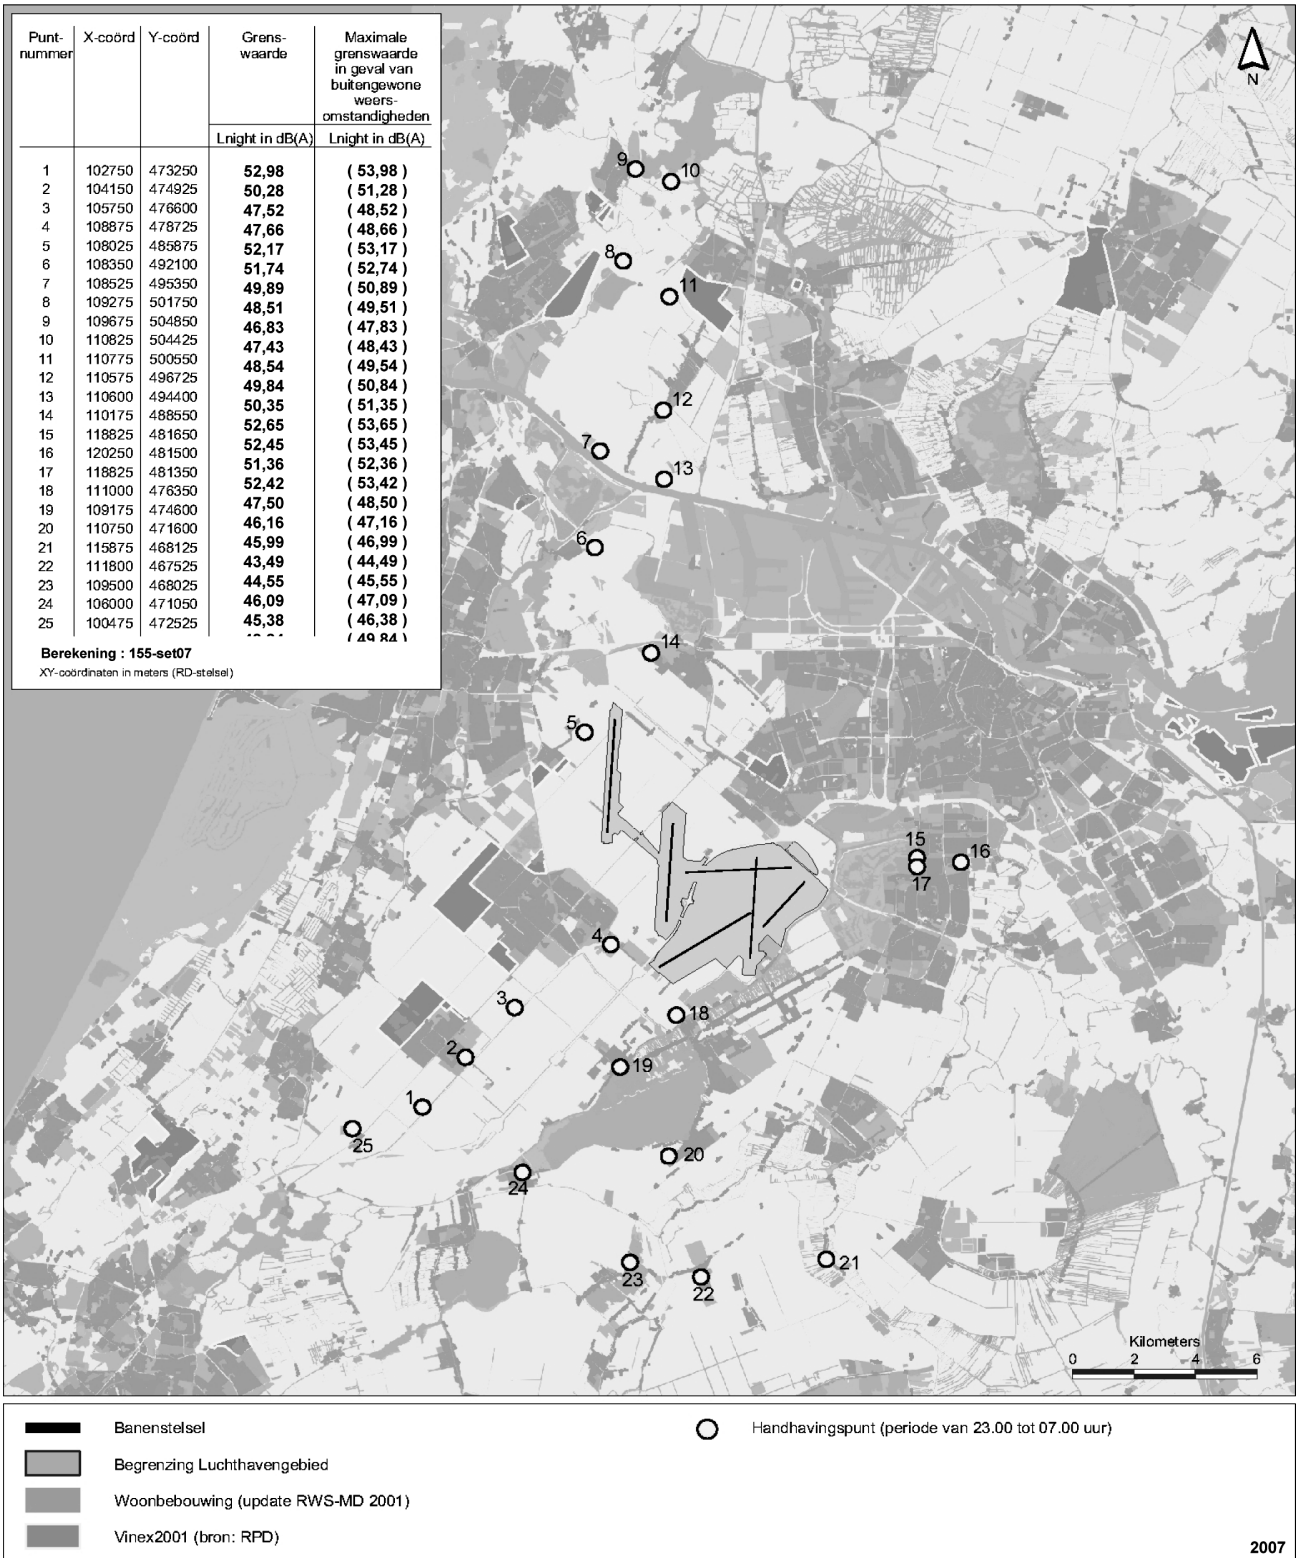 Punt-nummer X-coörd Y-coörd Grens-waarde Maximale grenswaarde in geval van buitengewone weers-omstandigheden
Lnight in dB(A) Lnight in dB(A)
1 102750 473250 52,98 ( 53,98 )
2 104150 474925 50,28 ( 51,28 )
3 105750 476600 47,52 ( 48,52 )
4 108875 478725 47,66 ( 48,66 )
5 108025 485875 52,17 ( 53,17 )
6 108350 492100 51,74 ( 52,74 )
7 108525 495350 49,89 ( 50,89 )
8 109275 501750 48,51 ( 49,51 )
9 109675 504850 46,83 ( 47,83 )
10 110825 504425 47,43 ( 48,43 )
11 110775 500550 48,54 ( 49,54 )
12 110575 496725 49,84 ( 50,84 )
13 110600 494400 50,35 ( 51,35 )
14 110175 488550 52,65 ( 53,65 )
15 118825 481650 52,45 ( 53,45 )
16 120250 481500 51,36 ( 52,36 )
17 118825 481350 52,42 ( 53,42 )
18 111000 476350 47,50 ( 48,50 )
19 109175 474600 46,16 ( 47,16 )
20 110750 471600 45,99 ( 46,99 )
21 115875 468125 43,49 ( 44,49 )
22 111800 467525 44,55 ( 45,55 )
23 109500 468025 46,09 ( 47,09 )
24 106000 471050 45,38 ( 46,38 )
25 100475 472525 ( 49,84 )
Berekening : 155-set07
XY-coördinaten in meters (RD-stelsel)
N
9
10
8
11
12
7
13
6
14
5
15
16
17
4
3
18
2
19
1
25
20
24
21
23
22
Kilometers
0 2 4 6
Banenstelsel
Handhavingspunt (periode van 23.00 tot 07.00 uur)
Begrenzing Luchthavengebied
Woonbebouwing (update RWS-MD 2001)
Vinex2001 (bron: RPD)
2007